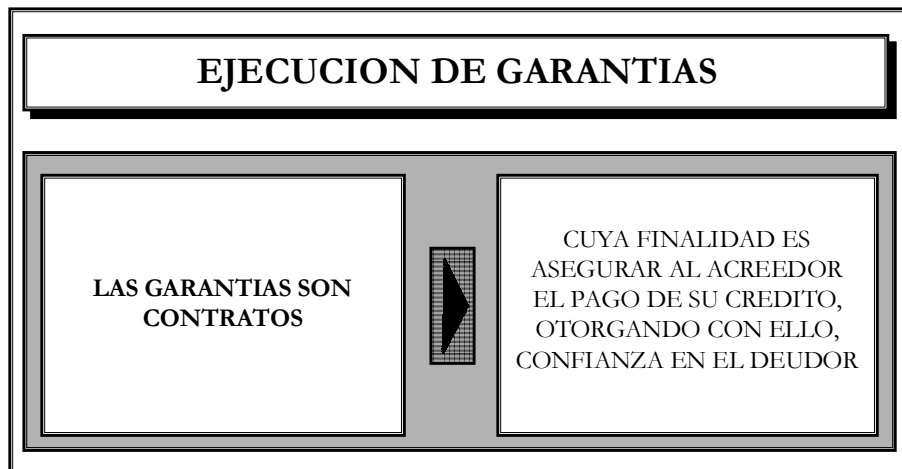 EJECUCION DE GARANTIAS
LAS GARANTIAS SON
CONTRATOS
CUYA FINALIDAD ES
ASEGURAR AL ACREEDOR
EL PAGO DE SU CREDITO,
OTORGANDO CON ELLO,
CONFIANZA EN EL DEUDOR